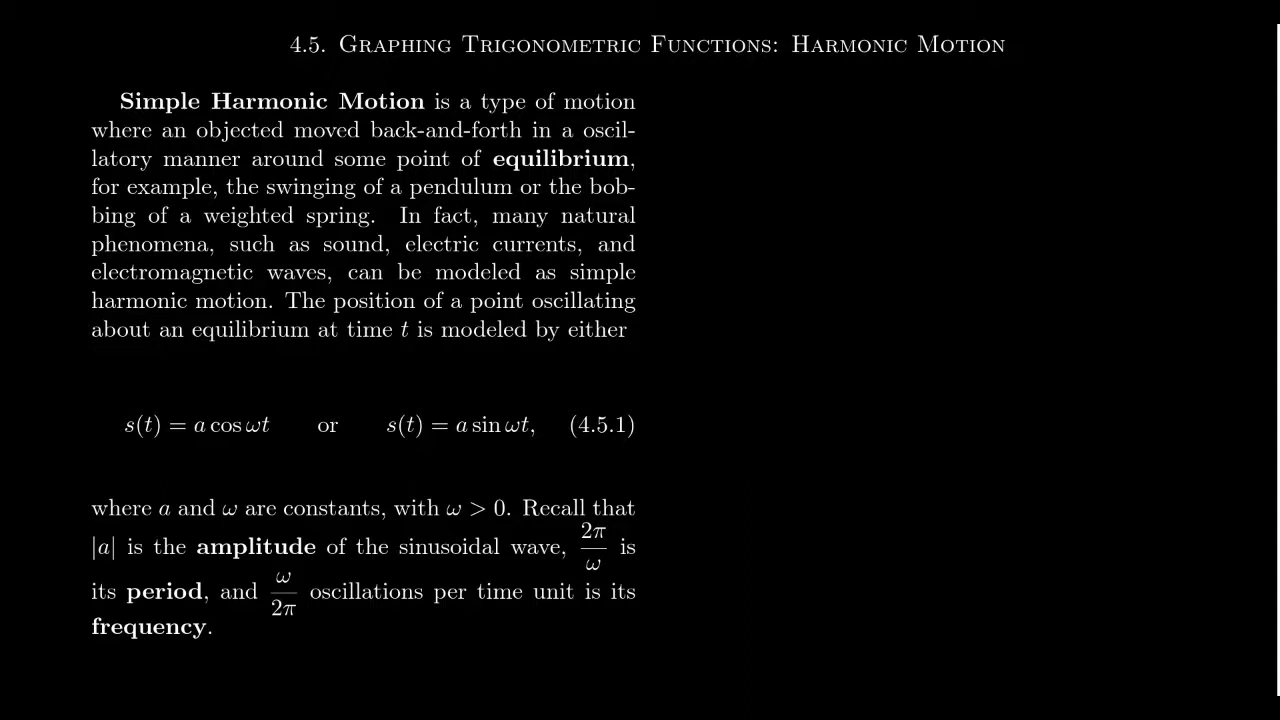 4.5. Graphing Trigonometric Functions: Harmonic Motion
Simple Harmonic Motion is a type of motion
where an objected moved back-and-forth in a oscil-
latory manner around some point of equilibrium,
for example, the swinging of a pendulum or the bob-
bing of a weighted spring. In fact, many natural
phenomena, such as sound, electric currents, and
electromagnetic waves, can be modeled as simple
harmonic motion. The position of a point oscillating
about an equilibrium at time t is modeled by either
s(t) = a cos ωt or s(t) = a sin ωt, (4.5.1)
where a and ω are constants, with ω > 0. Recall that
|a| is the amplitude of the sinusoidal wave, 2π/ω is
its period, and ω/2π oscillations per time unit is its
frequency.